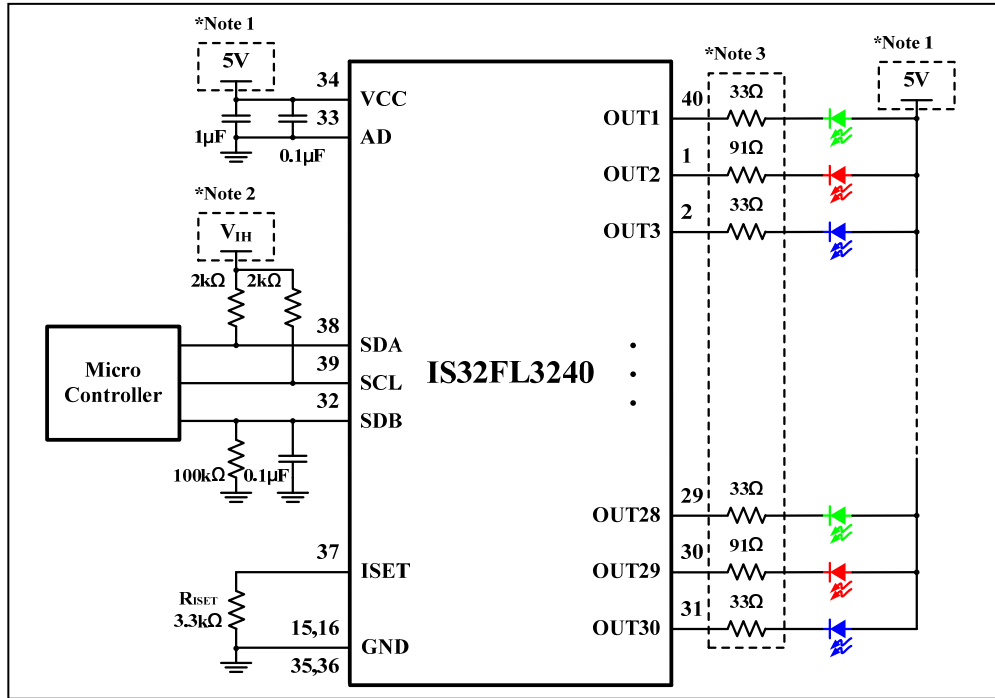 *Note 1
5V
34
VCC
33
AD
1µF
0.1µF
*Note 2
VIH
2kΩ
2kΩ
Micro
Controller
38
SDA
39
SCL
32
SDB
100kΩ
0.1µF
37
ISET
RISET
3.3kΩ
15,16
GND
35,36
IS32FL3240
*Note 3
*Note 1
5V
40
33Ω
OUT1
1
91Ω
OUT2
2
33Ω
OUT3
29
33Ω
OUT28
30
91Ω
OUT29
31
33Ω
OUT30